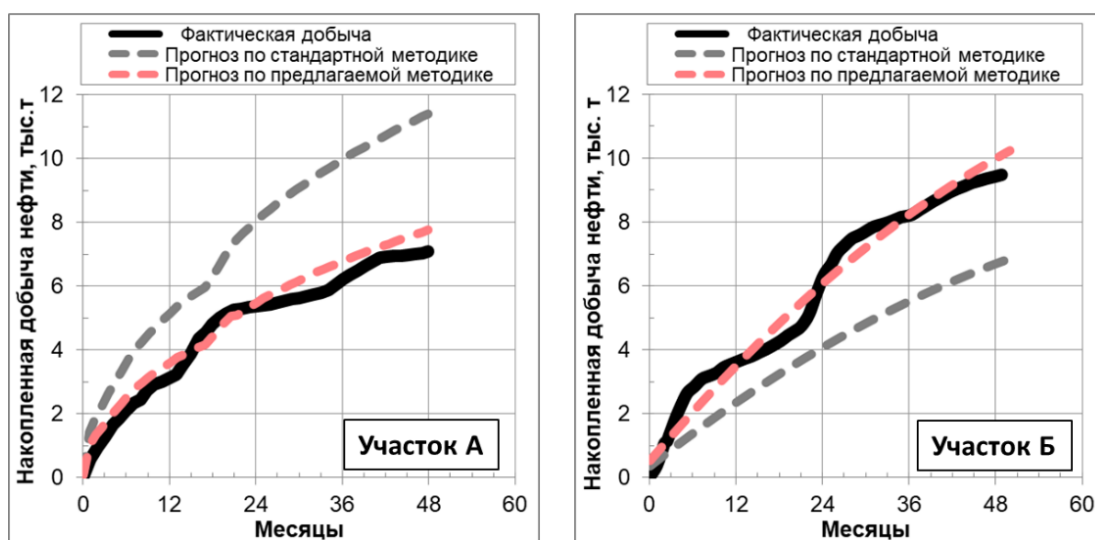 Фактическая добыча
Прогноз по стандартной методике
Прогноз по предлагаемой методике
Накопленная добыча нефти, тыс.т
12
10
8
6
4
2
0
0 12 24 36 48 60
Месяцы
Участок А
Фактическая добыча
Прогноз по стандартной методике
Прогноз по предлагаемой методике
Накопленная добыча нефти, тыс. т
12
10
8
6
4
2
0
0 12 24 36 48 60
Месяцы
Участок Б